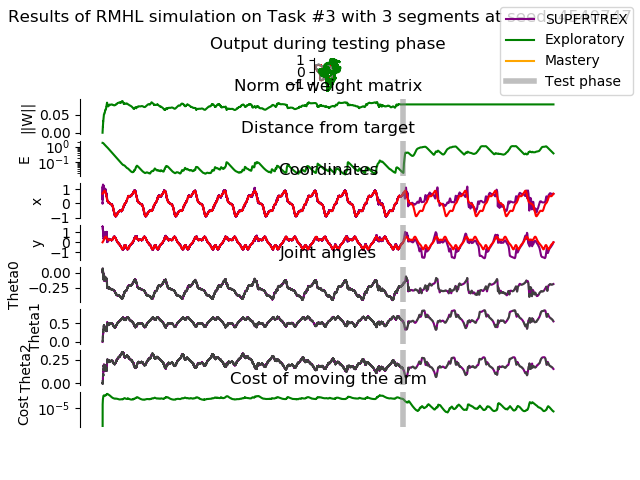 Results of RMHL simulation on Task #3 with 3 segments at
SUPERTREX
Exploratory
Mastery
Test phase
Output during testing phase
1
0
−1
Norm of weight matrix
||W||
0.05
0.00
Distance from target
E
10⁰
10⁻¹
Coordinates
x
1
0
−1
y
1
0
−1
Joint angles
Theta0
0.00
−0.25
Theta1
0.5
0.0
Theta2
0.25
0.00
Cost of moving the arm
Cost
10⁻⁵